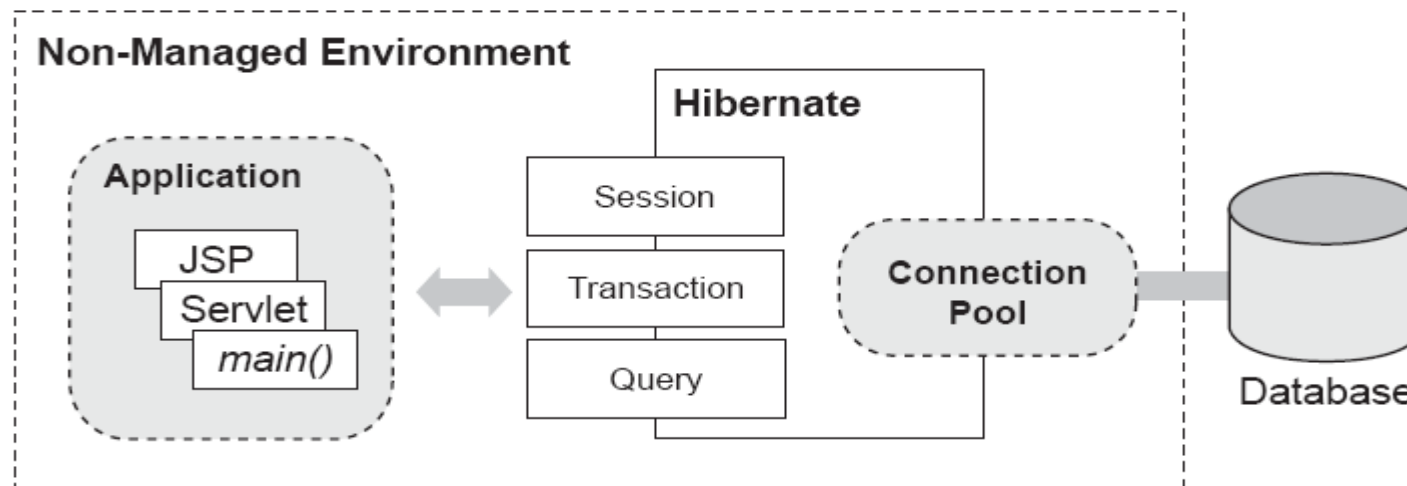 Non-Managed Environment
Hibernate
Application
JSP
Servlet
main()
Session
Transaction
Query
Connection
Pool
Database